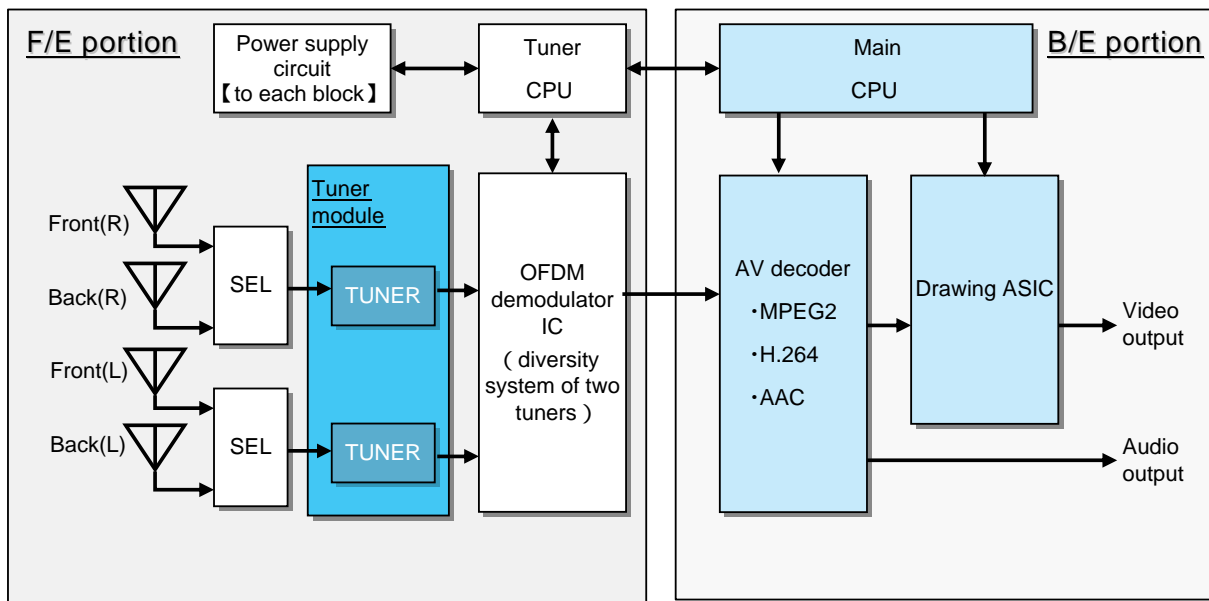 F/E portion
Power supply
circuit
【to each block】
Tuner
CPU
Main
CPU
B/E portion
Front(R)
Back(R)
Front(L)
Back(L)
SEL
SEL
Tuner
module
TUNER
TUNER
OFDM
demodulator
IC
( diversity
system of two
tuners )
AV decoder
・MPEG2
・H.264
・AAC
Drawing ASIC
Video
output
Audio
output